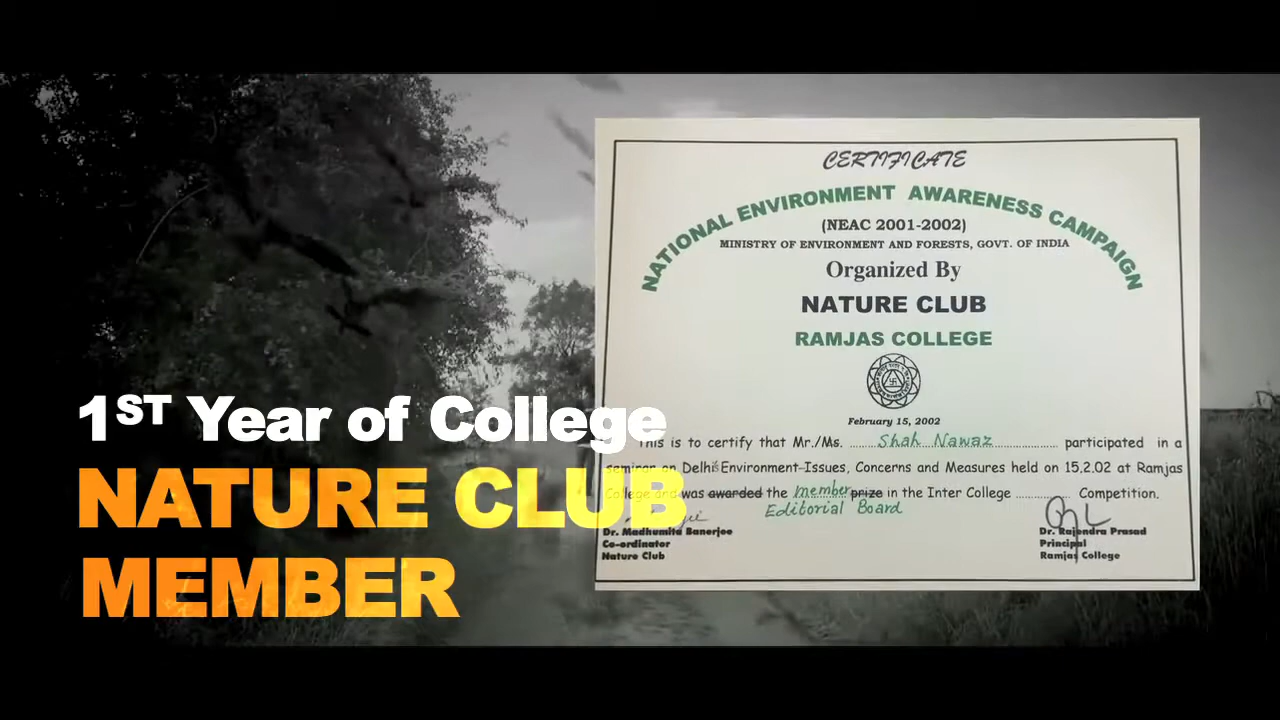 CERTIFICATE
NATIONAL ENVIRONMENT AWARENESS CAMPAIGN
(NEAC 2001-2002)
MINISTRY OF ENVIRONMENT AND FORESTS, GOVT. OF INDIA
Organized By
NATURE CLUB
RAMJAS COLLEGE
February 15, 2002
This is to certify that Mr./Ms. Shah Nawaz participated in a
seminar on Delhi Environment-Issues, Concerns and Measures held on 15.2.02 at Ramjas
College and was awarded the member prize in the Inter College .............. Competition.
Editorial Board
Dr. Madhumita Banerjee
Co-ordinator
Nature Club
Dr. Rajendra Prasad
Principal
Ramjas College
1ST Year of College
NATURE CLUB
MEMBER